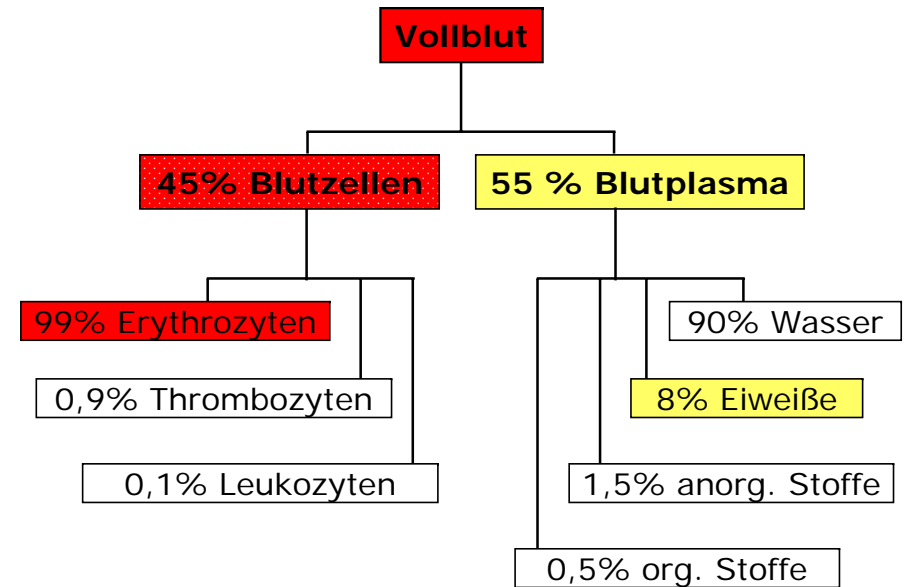 Vollblut
45% Blutzellen
55 % Blutplasma
99% Erythrozyten
90% Wasser
0,9% Thrombozyten
8% Eiweiße
0,1% Leukozyten
1,5% anorg. Stoffe
0,5% org. Stoffe